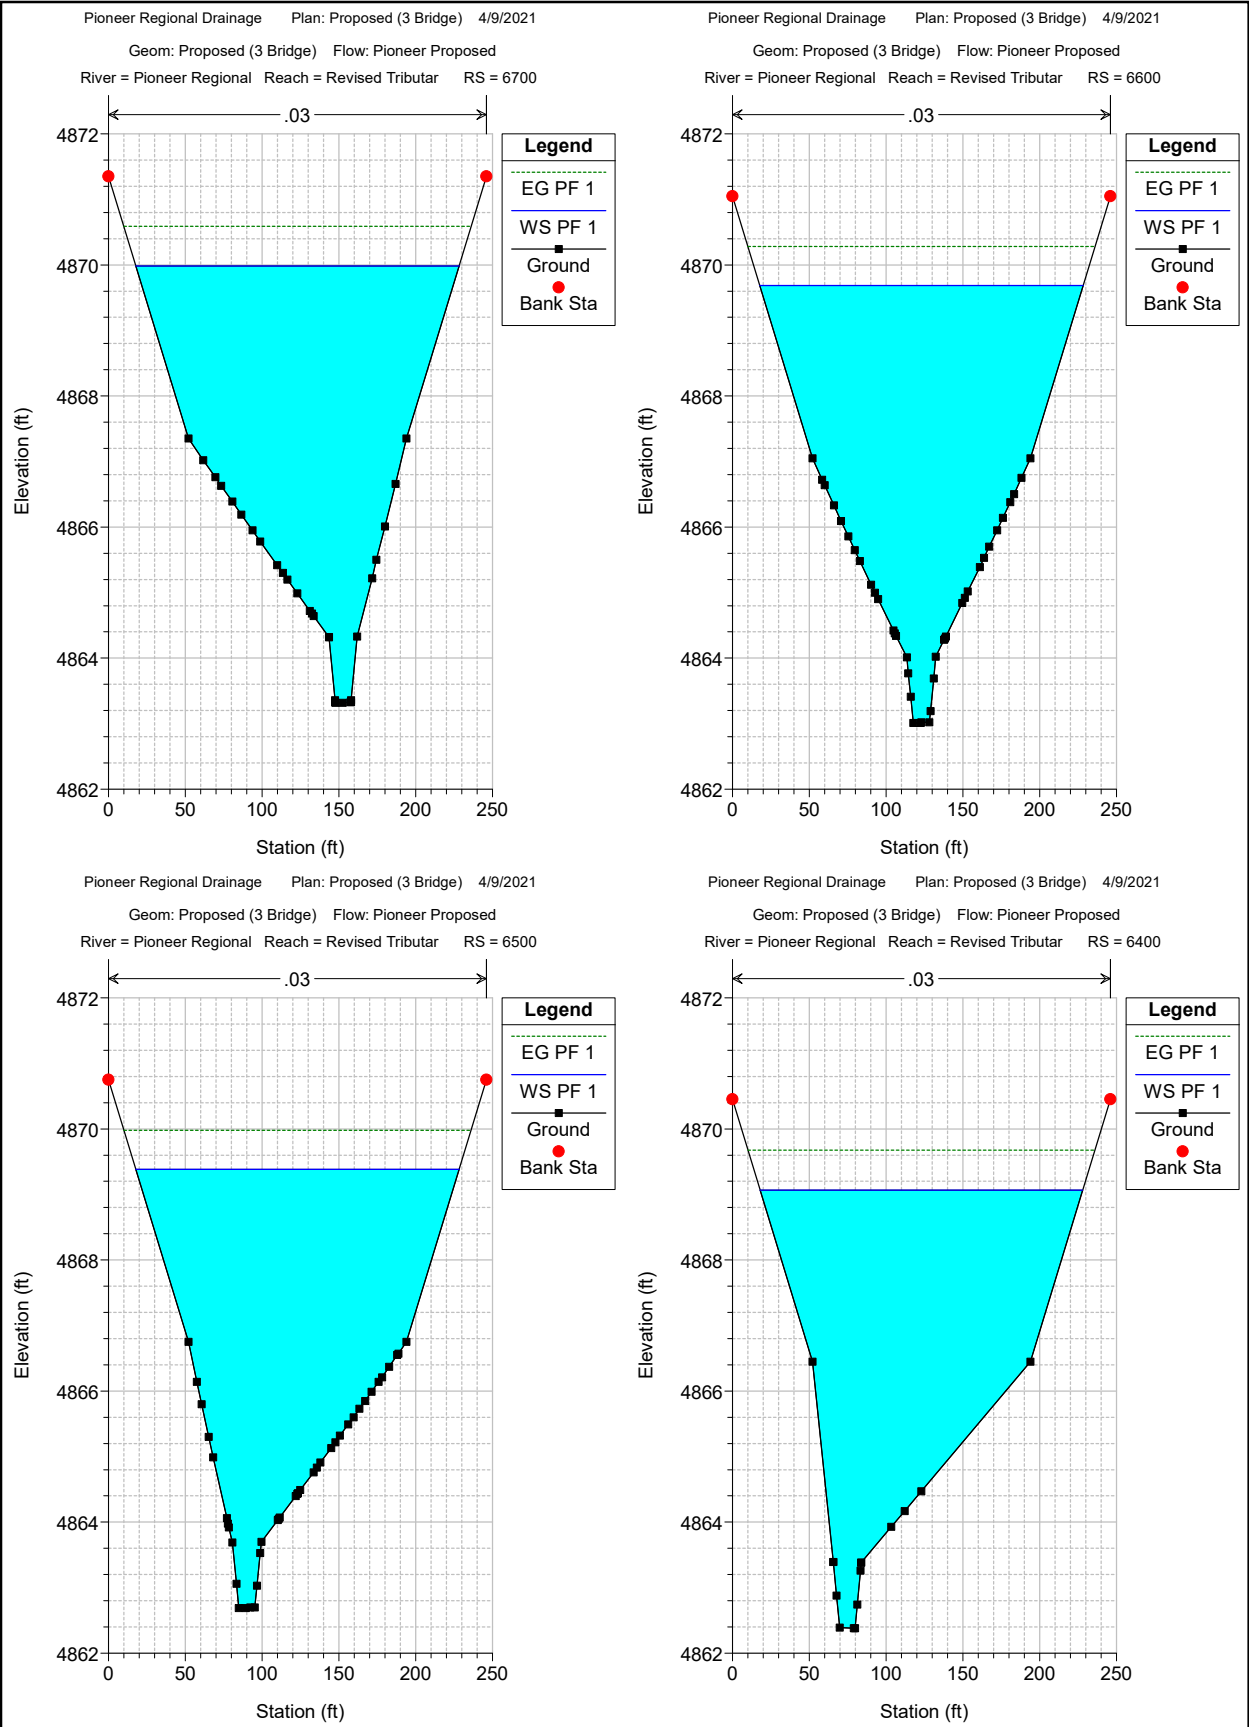 Pioneer Regional Drainage Plan: Proposed (3 Bridge) 4/9/2021
Geom: Proposed (3 Bridge) Flow: Pioneer Proposed
River = Pioneer Regional Reach = Revised Tributar RS = 6700
.03
4872
4870
4868
4866
4864
4862
0 50 100 150 200 250
Elevation (ft)
Station (ft)
Legend
EG PF 1
WS PF 1
Ground
Bank Sta
Pioneer Regional Drainage Plan: Proposed (3 Bridge) 4/9/2021
Geom: Proposed (3 Bridge) Flow: Pioneer Proposed
River = Pioneer Regional Reach = Revised Tributar RS = 6600
.03
4872
4870
4868
4866
4864
4862
0 50 100 150 200 250
Elevation (ft)
Station (ft)
Legend
EG PF 1
WS PF 1
Ground
Bank Sta
Pioneer Regional Drainage Plan: Proposed (3 Bridge) 4/9/2021
Geom: Proposed (3 Bridge) Flow: Pioneer Proposed
River = Pioneer Regional Reach = Revised Tributar RS = 6500
.03
4872
4870
4868
4866
4864
4862
0 50 100 150 200 250
Elevation (ft)
Station (ft)
Legend
EG PF 1
WS PF 1
Ground
Bank Sta
Pioneer Regional Drainage Plan: Proposed (3 Bridge) 4/9/2021
Geom: Proposed (3 Bridge) Flow: Pioneer Proposed
River = Pioneer Regional Reach = Revised Tributar RS = 6400
.03
4872
4870
4868
4866
4864
4862
0 50 100 150 200 250
Elevation (ft)
Station (ft)
Legend
EG PF 1
WS PF 1
Ground
Bank Sta